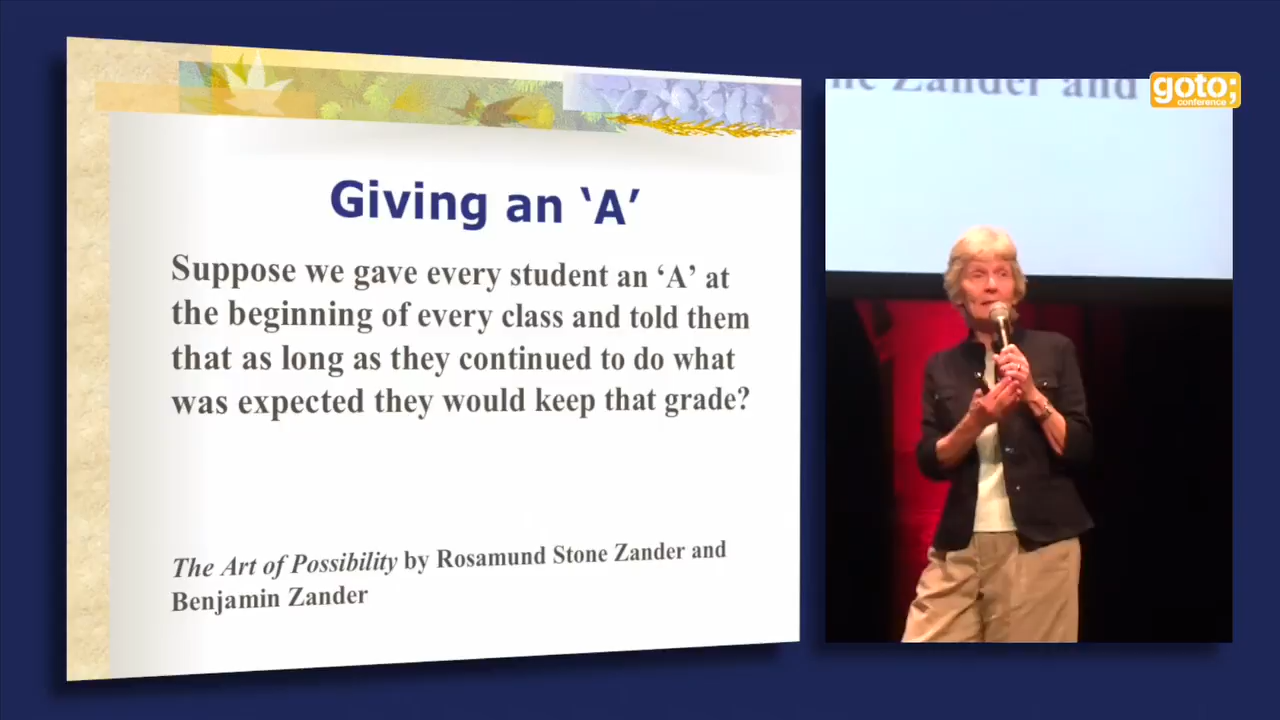 Giving an ‘A’
Suppose we gave every student an ‘A’ at
the beginning of every class and told them
that as long as they continued to do what
was expected they would keep that grade?
The Art of Possibility by Rosamund Stone Zander and
Benjamin Zander
ne Zander and
goto;
conference